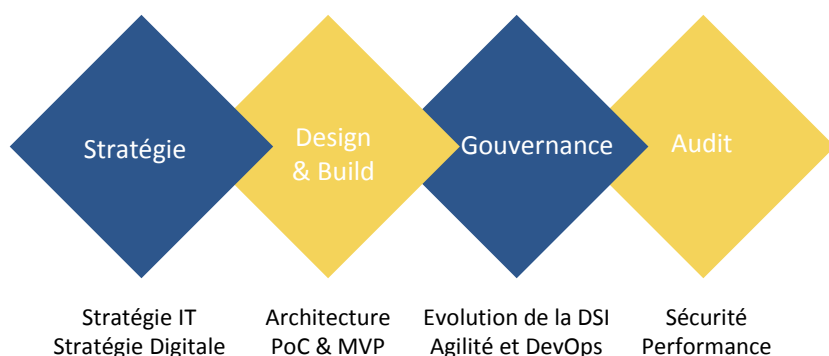 Stratégie
Design
& Build
Gouvernance
Audit
Stratégie IT
Stratégie Digitale
Architecture
PoC & MVP
Evolution de la DSI
Agilité et DevOps
Sécurité
Performance